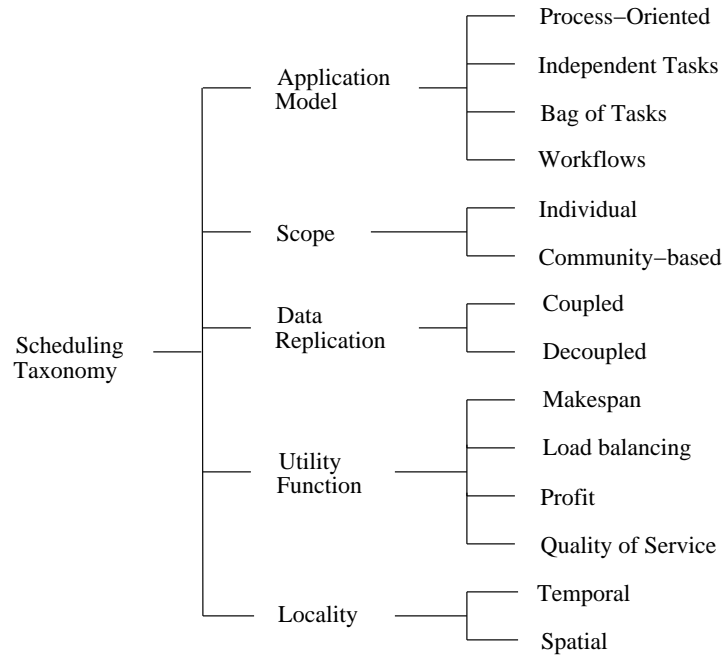 Scheduling
Taxonomy
Application
Model
Process−Oriented
Independent Tasks
Bag of Tasks
Workflows
Scope
Individual
Community−based
Data
Replication
Coupled
Decoupled
Utility
Function
Makespan
Load balancing
Profit
Quality of Service
Locality
Temporal
Spatial